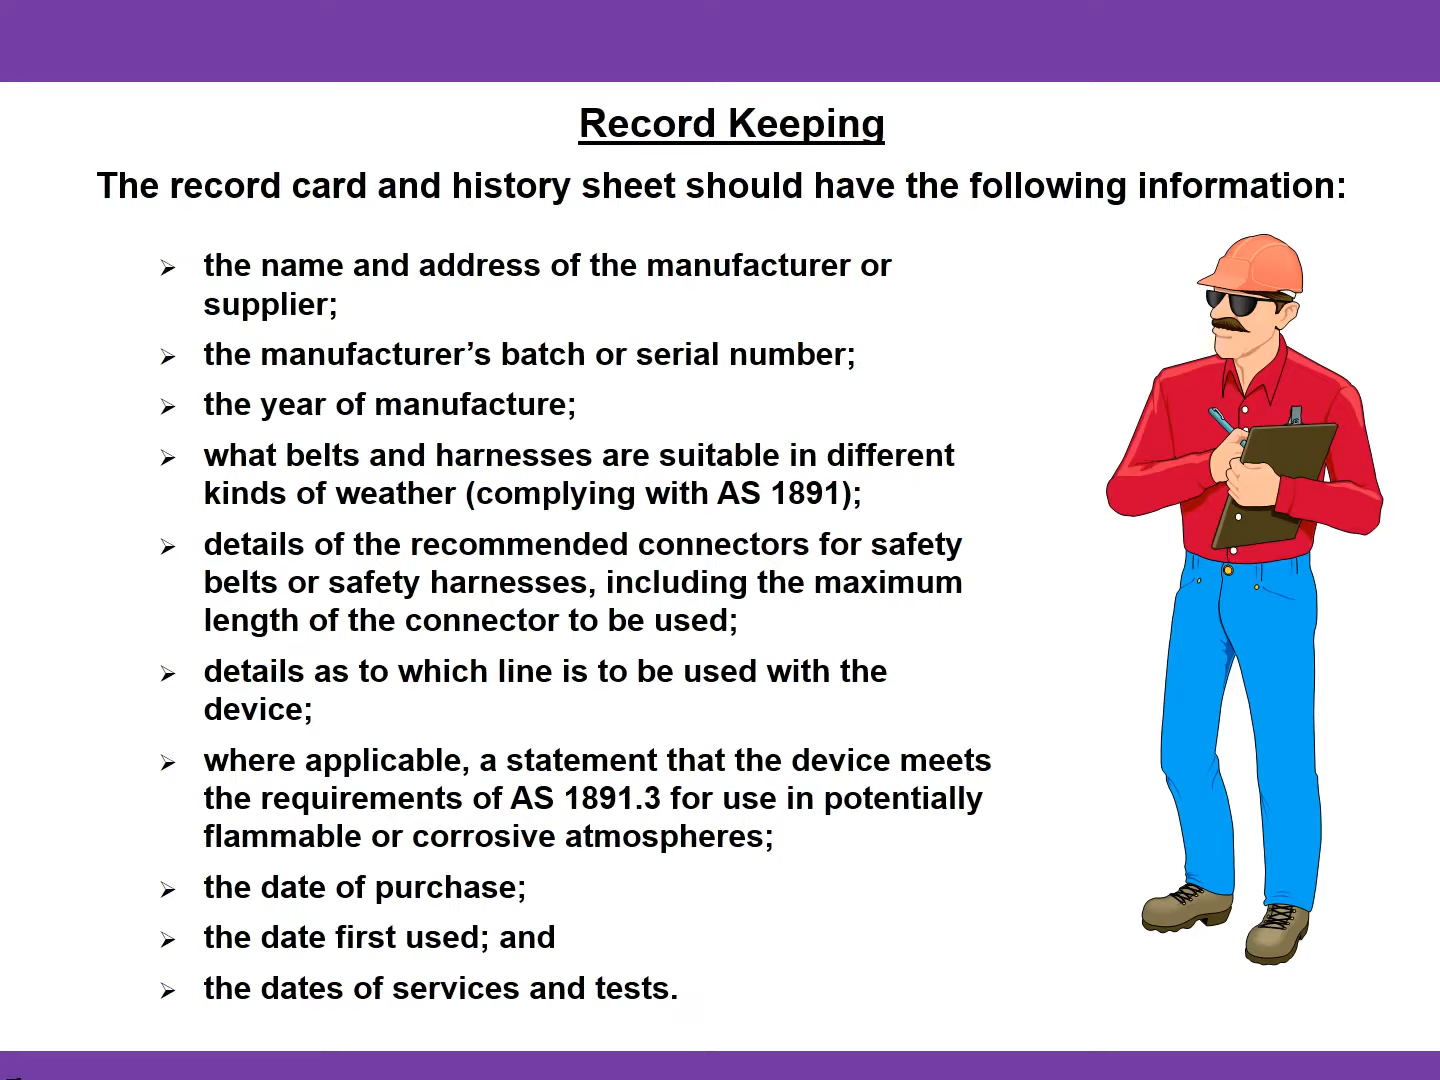 Record Keeping
The record card and history sheet should have the following information:
➢ the name and address of the manufacturer or
supplier;
➢ the manufacturer’s batch or serial number;
➢ the year of manufacture;
➢ what belts and harnesses are suitable in different
kinds of weather (complying with AS 1891);
➢ details of the recommended connectors for safety
belts or safety harnesses, including the maximum
length of the connector to be used;
➢ details as to which line is to be used with the
device;
➢ where applicable, a statement that the device meets
the requirements of AS 1891.3 for use in potentially
flammable or corrosive atmospheres;
➢ the date of purchase;
➢ the date first used; and
➢ the dates of services and tests.